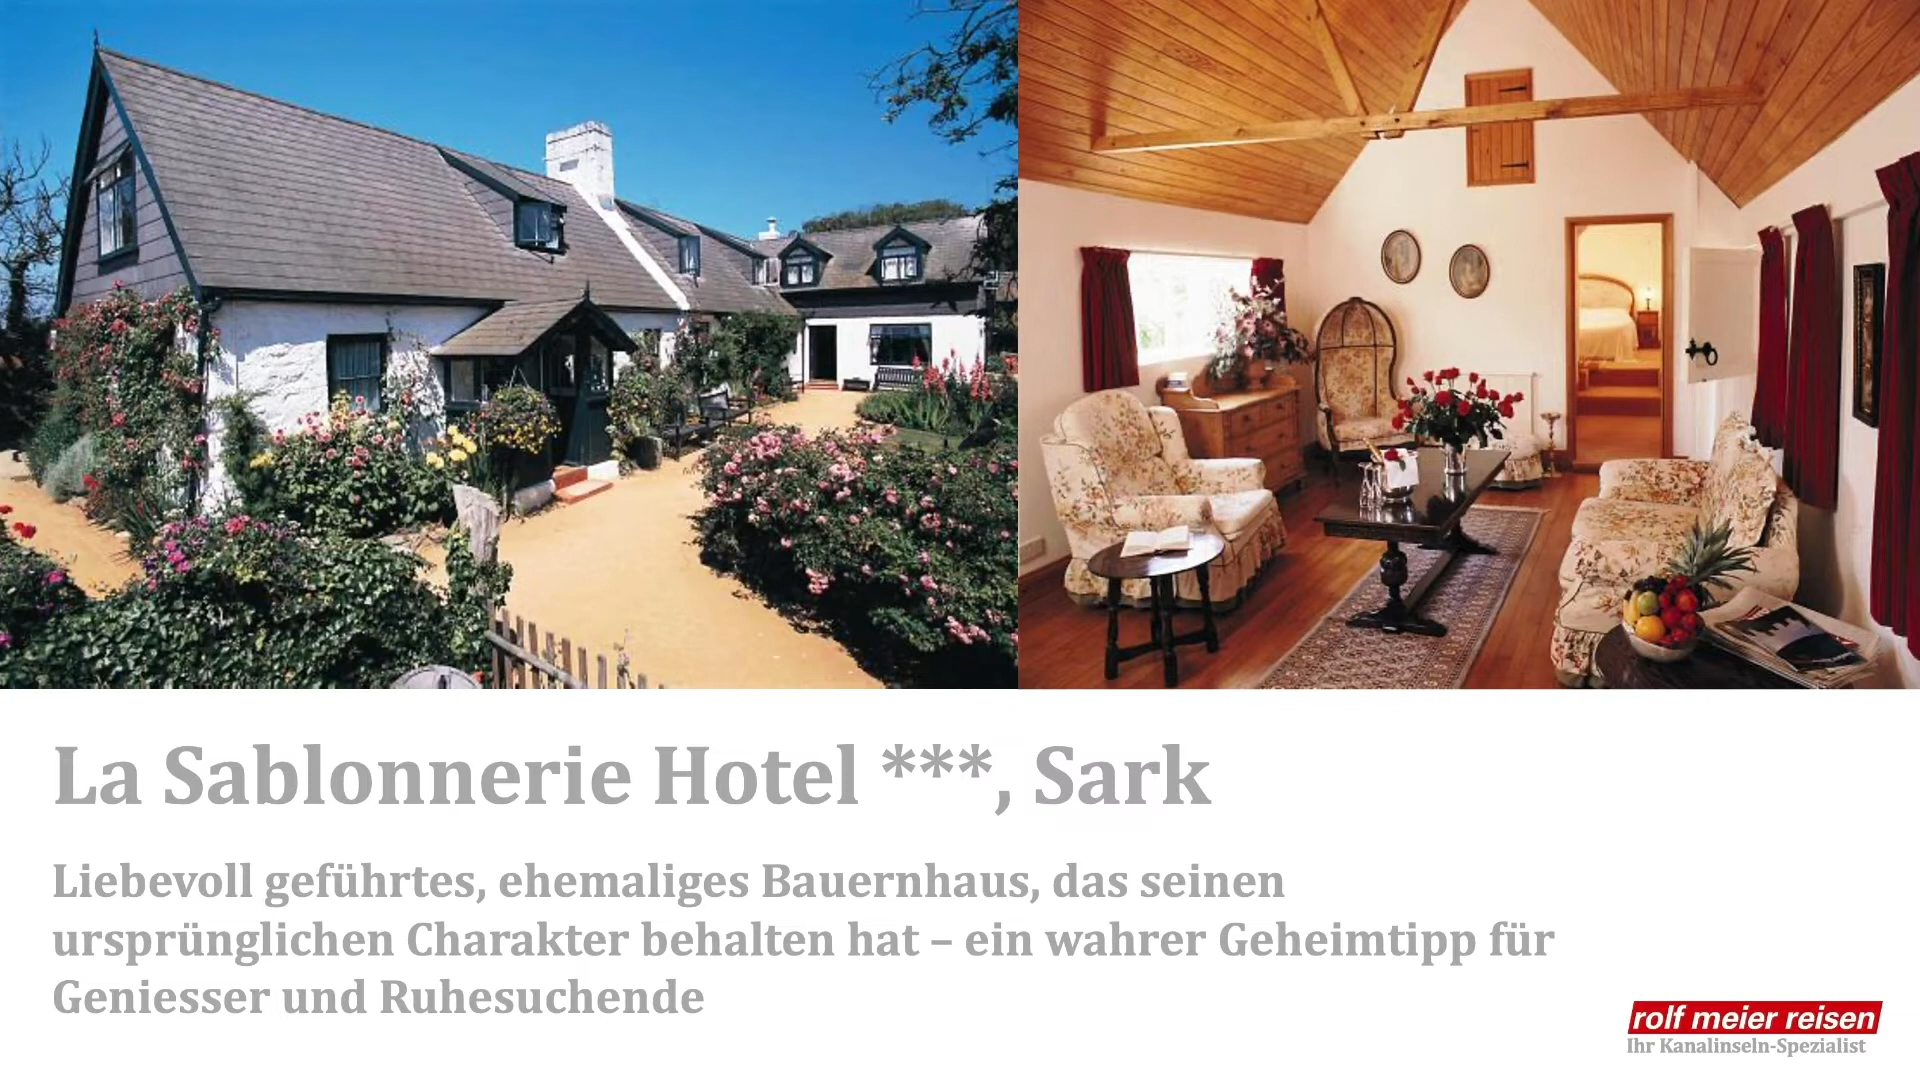 La Sablonnerie Hotel ***, Sark
Liebevoll geführtes, ehemaliges Bauernhaus, das seinen
ursprünglichen Charakter behalten hat – ein wahrer Geheimtipp für
Geniesser und Ruhesuchende
rolf meier reisen
Ihr Kanalinseln-Spezialist